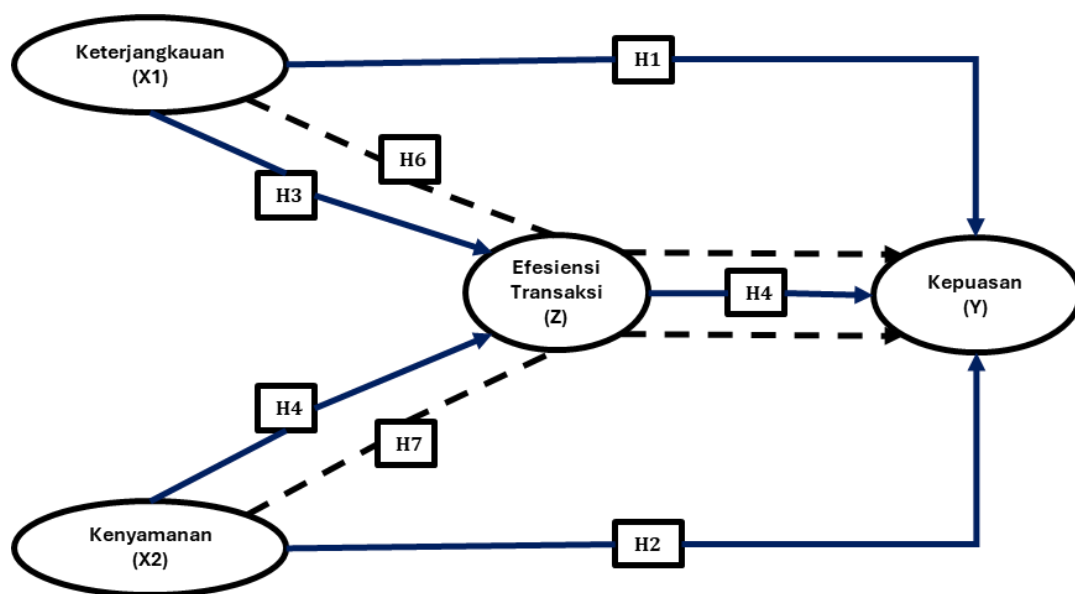 Keterjangkauan
(X1)
H1
H6
H3
Efesiensi
Transaksi
(Z)
H4
Kepuasan
(Y)
H4
H7
Kenyamanan
(X2)
H2